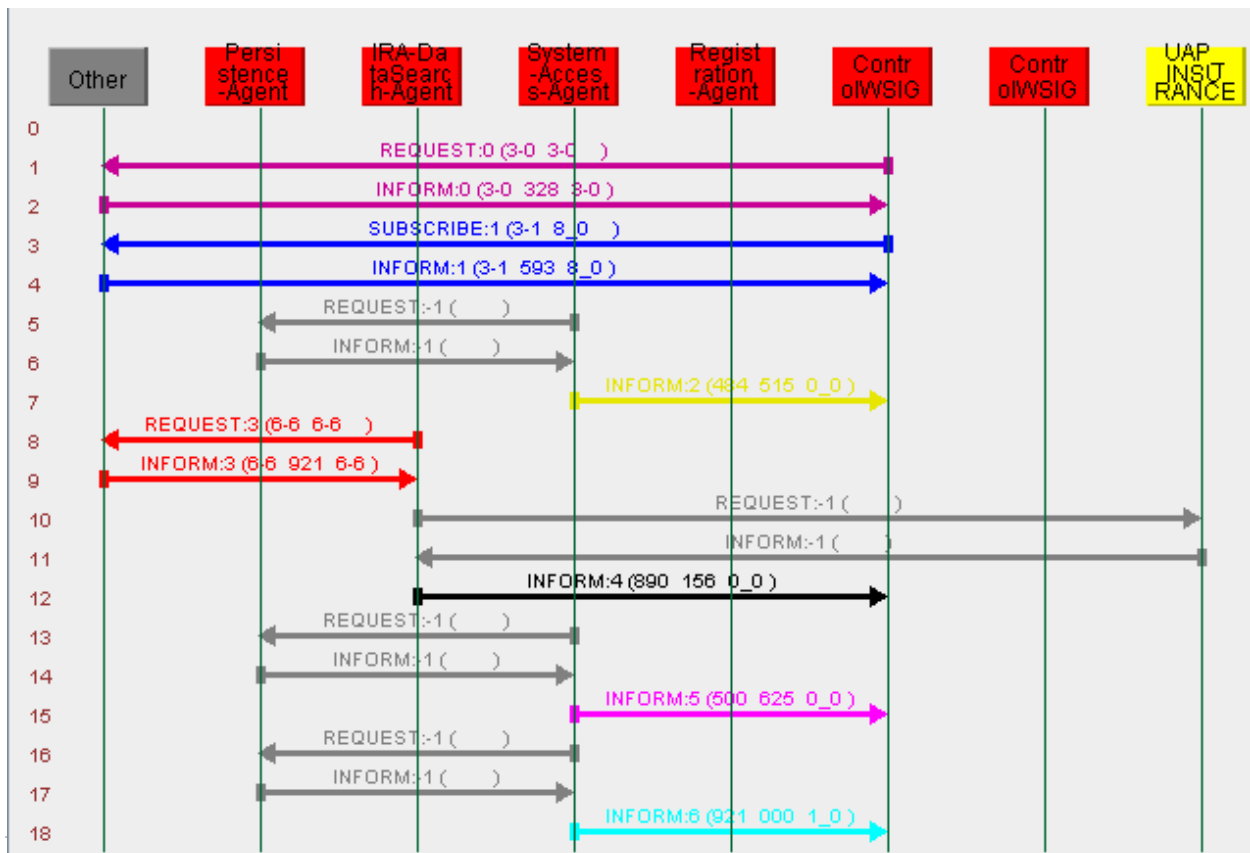 Other
Persi
stence
-Agent
IRA-Da
taSearc
h-Agent
System
-Acces
s-Agent
Regist
ration
-Agent
Contr
olWSIG
Contr
olWSIG
UAP_
INSUT
RANCE
0
REQUEST:0 (3-0 3-0 )
1
INFORM:0 (3-0 328 3-0 )
2
SUBSCRIBE:1 (3-1 8_0 )
3
INFORM:1 (3-1 593 8_0 )
4
REQUEST:-1 ( )
5
INFORM:-1 ( )
6
INFORM:2 (484 515 0_0 )
7
REQUEST:3 (6-6 6-6 )
8
INFORM:3 (6-6 921 6-6 )
9
REQUEST:-1 ( )
10
INFORM:-1 ( )
11
INFORM:4 (890 156 0_0 )
12
REQUEST:-1 ( )
13
INFORM:-1 ( )
14
INFORM:5 (500 625 0_0 )
15
REQUEST:-1 ( )
16
INFORM:-1 ( )
17
INFORM:6 (921 000 1_0 )
18